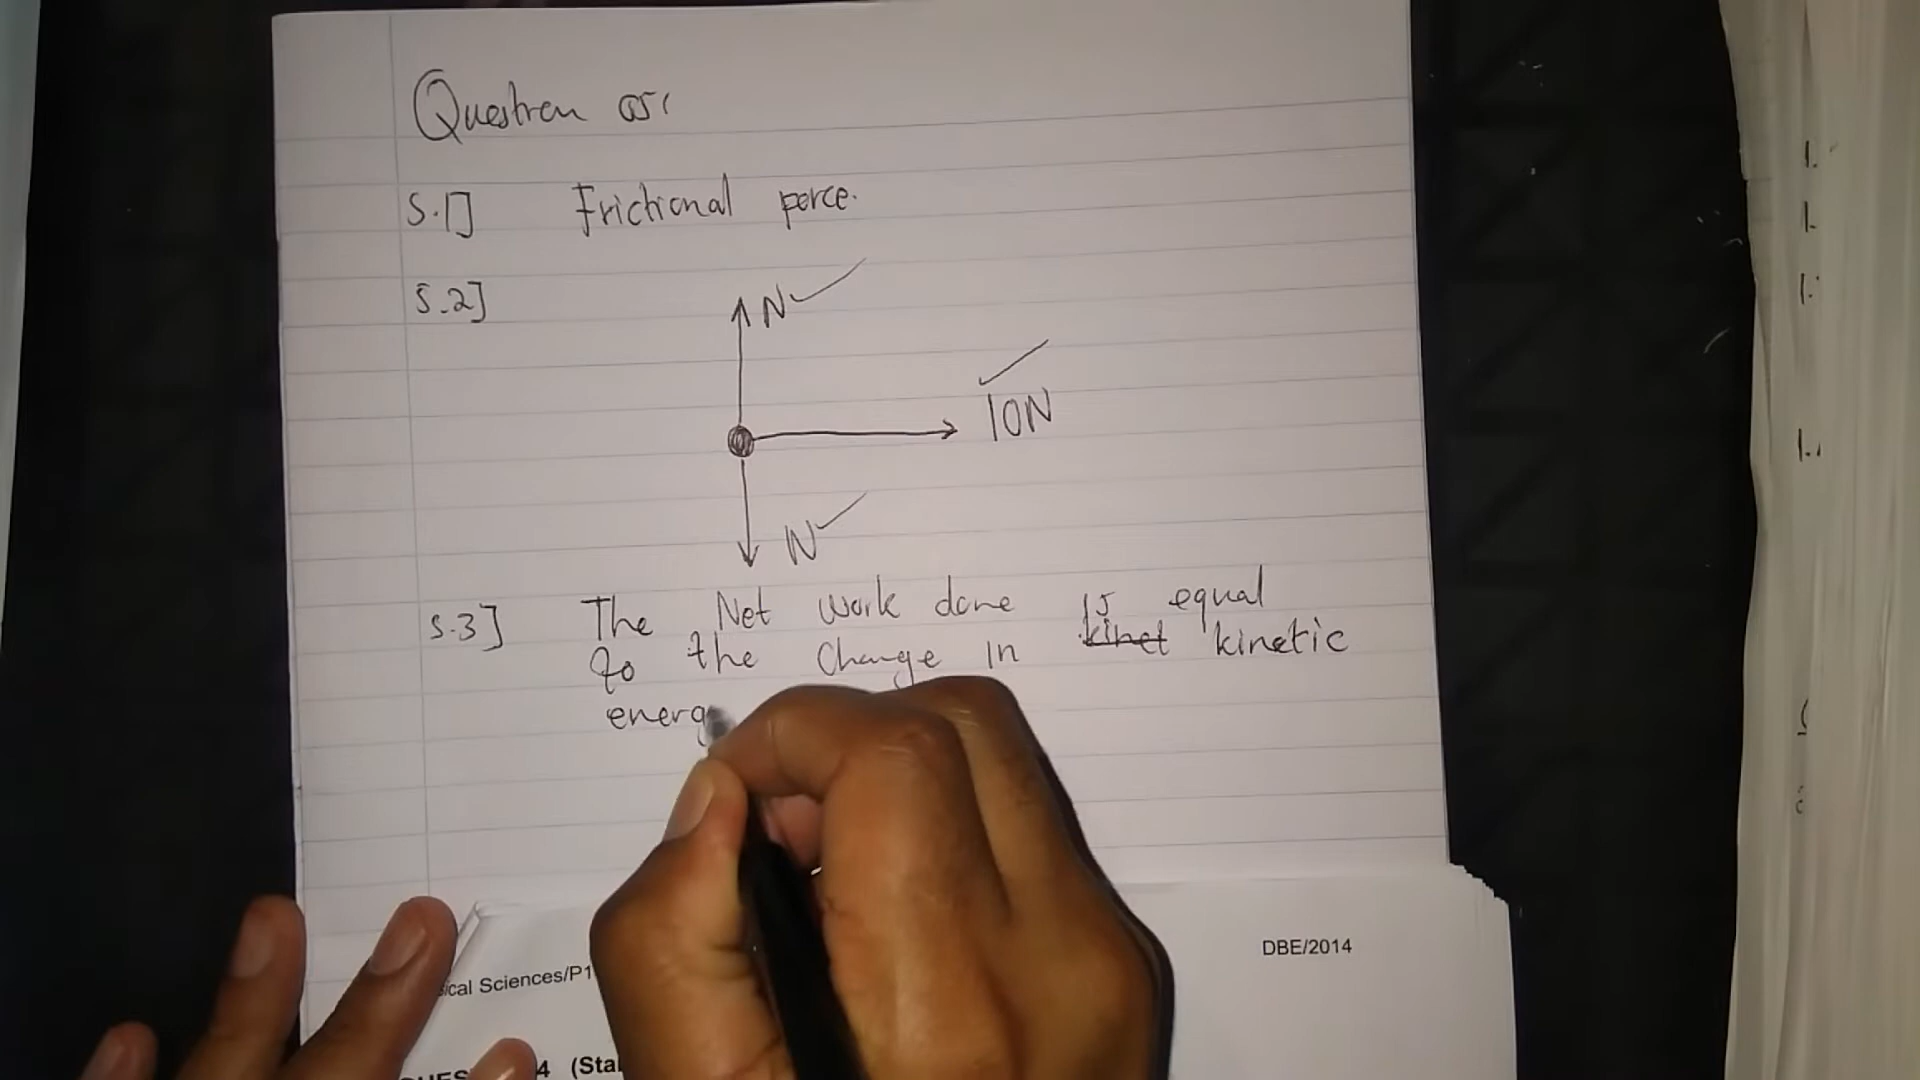 Question 05:
5.1] Frictional force.
5.2]
N
10N
N
5.3] The Net work done is equal
to the change in kinet kinetic
energ
DBE/2014
ical Sciences/P1
4 (Sta